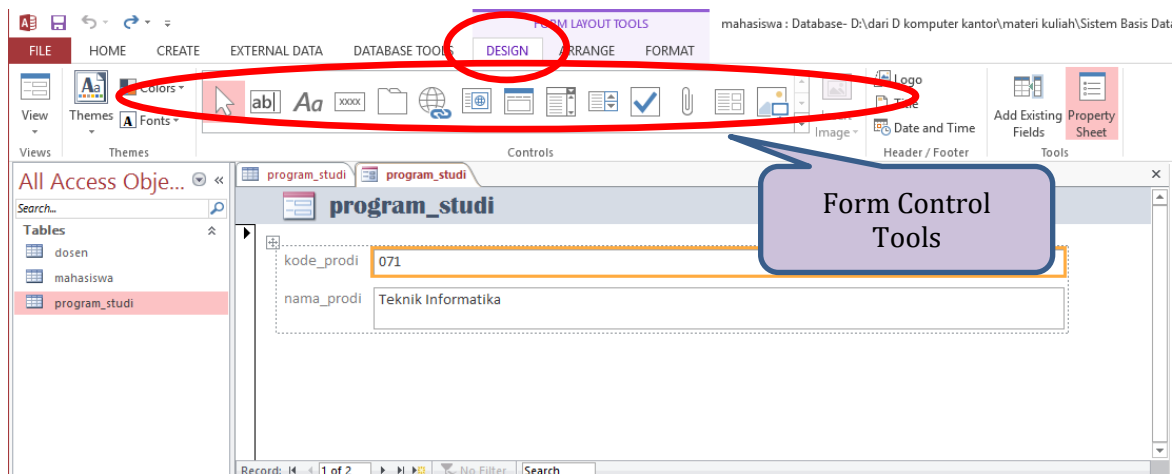 FORM LAYOUT TOOLS
mahasiswa : Database- D:\dari D komputer kantor\materi kuliah\Sistem Basis Data
FILE HOME CREATE EXTERNAL DATA DATABASE TOOLS DESIGN ARRANGE FORMAT
View
Themes
Colors
A Fonts
Aa
ab|
Aa
xxxx
Image
Logo
Title
Date and Time
Add Existing Fields
Property Sheet
Views Themes Controls Header / Footer Tools
All Access Obje...
Search...
Tables
dosen
mahasiswa
program_studi
program_studi program_studi
program_studi
kode_prodi 071
nama_prodi Teknik Informatika
Form Control
Tools
Record: 1 of 2 No Filter Search